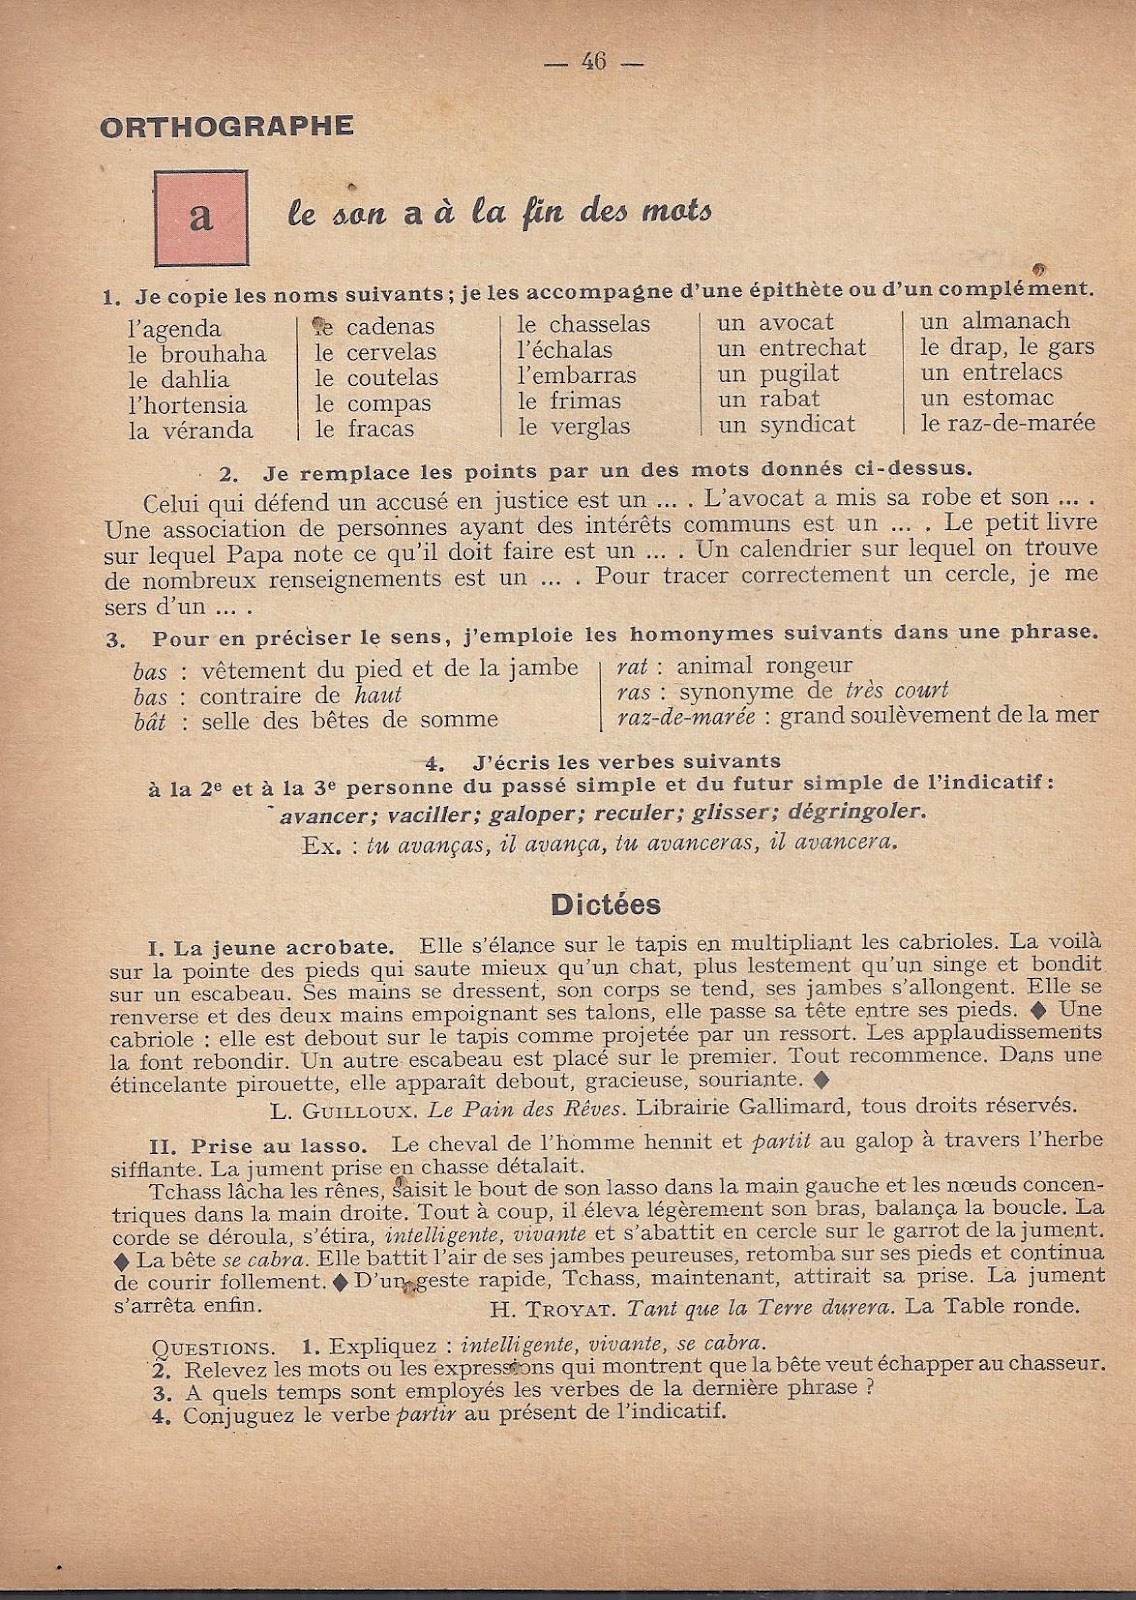 — 46 —
ORTHOGRAPHE
a le son a à la fin des mots
1. Je copie les noms suivants ; je les accompagne d'une épithète ou d'un complément.
l'agenda le cadenas le chasselas un avocat un almanach
le brouhaha le cervelas l'échalas un entrechat le drap, le gars
le dahlia le coutelas l'embarras un pugilat un entrelacs
l'hortensia le compas le frimas un rabat un estomac
la véranda le fracas le verglas un syndicat le raz-de-marée
2. Je remplace les points par un des mots donnés ci-dessus.
Celui qui défend un accusé en justice est un ... . L'avocat a mis sa robe et son ... .
Une association de personnes ayant des intérêts communs est un ... . Le petit livre
sur lequel Papa note ce qu'il doit faire est un ... . Un calendrier sur lequel on trouve
de nombreux renseignements est un ... . Pour tracer correctement un cercle, je me
sers d'un ... .
3. Pour en préciser le sens, j'emploie les homonymes suivants dans une phrase.
bas : vêtement du pied et de la jambe rat : animal rongeur
bas : contraire de haut ras : synonyme de très court
bât : selle des bêtes de somme raz-de-marée : grand soulèvement de la mer
4. J'écris les verbes suivants
à la 2e et à la 3e personne du passé simple et du futur simple de l'indicatif :
avancer ; vaciller ; galoper ; reculer ; glisser ; dégringoler.
Ex. : tu avanças, il avança, tu avanceras, il avancera.
Dictées
I. La jeune acrobate. Elle s'élance sur le tapis en multipliant les cabrioles. La voilà
sur la pointe des pieds qui saute mieux qu'un chat, plus lestement qu'un singe et bondit
sur un escabeau. Ses mains se dressent, son corps se tend, ses jambes s'allongent. Elle se
renverse et des deux mains empoignant ses talons, elle passe sa tête entre ses pieds. ♦ Une
cabriole : elle est debout sur le tapis comme projetée par un ressort. Les applaudissements
la font rebondir. Un autre escabeau est placé sur le premier. Tout recommence. Dans une
étincelante pirouette, elle apparaît debout, gracieuse, souriante. ♦
L. GUILLOUX. Le Pain des Rêves. Librairie Gallimard, tous droits réservés.
II. Prise au lasso. Le cheval de l'homme hennit et partit au galop à travers l'herbe
sifflante. La jument prise en chasse détalait.
Tchass lâcha les rênes, saisit le bout de son lasso dans la main gauche et les nœuds concen-
triques dans la main droite. Tout à coup, il éleva légèrement son bras, balança la boucle. La
corde se déroula, s'étira, intelligente, vivante et s'abattit en cercle sur le garrot de la jument.
♦ La bête se cabra. Elle battit l'air de ses jambes peureuses, retomba sur ses pieds et continua
de courir follement. ♦ D'un geste rapide, Tchass, maintenant, attirait sa prise. La jument
s'arrêta enfin. H. TROYAT. Tant que la Terre durera. La Table ronde.
QUESTIONS. 1. Expliquez : intelligente, vivante, se cabra.
2. Relevez les mots ou les expressions qui montrent que la bête veut échapper au chasseur.
3. A quels temps sont employés les verbes de la dernière phrase ?
4. Conjuguez le verbe partir au présent de l'indicatif.